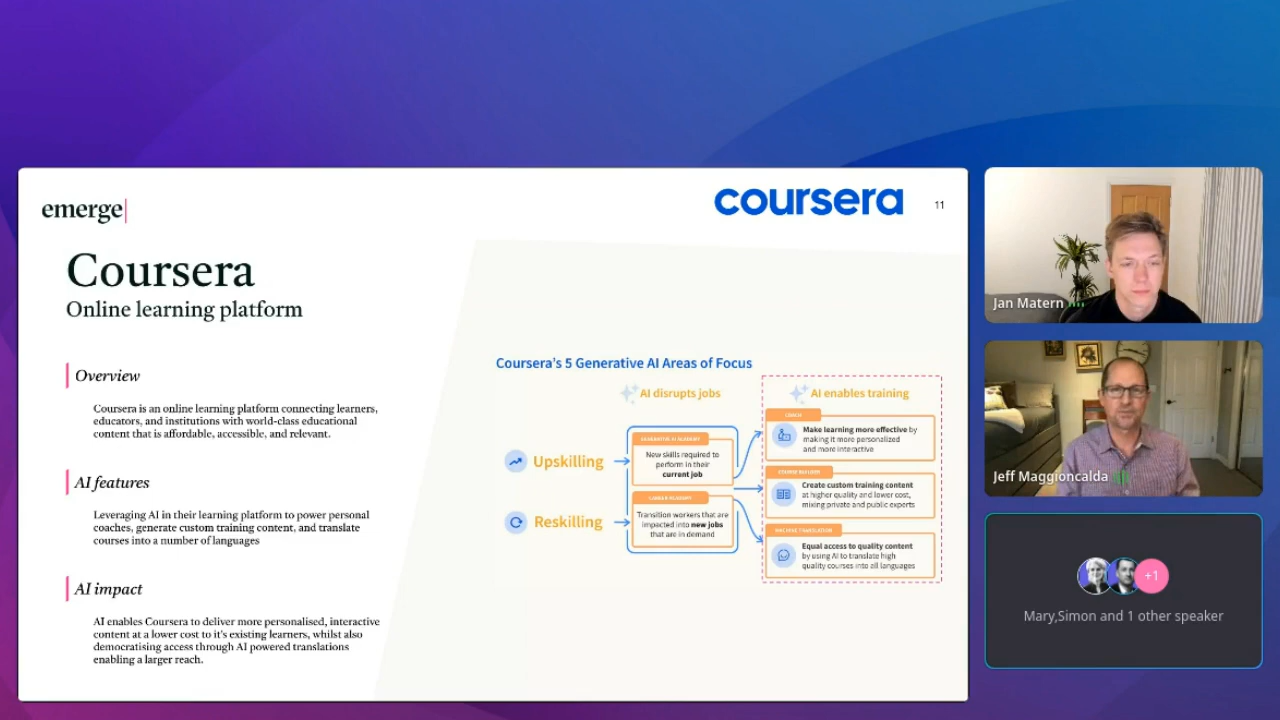 emerge
coursera
11
Coursera
Online learning platform
Overview
Coursera is an online learning platform connecting learners,
educators, and institutions with world-class educational
content that is affordable, accessible, and relevant.
AI features
Leveraging AI in their learning platform to power personal
coaches, generate custom training content, and translate
courses into a number of languages
AI impact
AI enables Coursera to deliver more personalised, interactive
content at a lower cost to it's existing learners, whilst also
democratising access through AI powered translations
enabling a larger reach.
Coursera's 5 Generative AI Areas of Focus
AI disrupts jobs
AI enables training
Upskilling
Reskilling
GENERATIVE AI ACADEMY
New skills required to
perform in their
current job
CAREER ACADEMY
Transition workers that are
impacted into new jobs
that are in demand
COACH
Make learning more effective by
making it more personalized
and more interactive
COURSE BUILDER
Create custom training content
at higher quality and lower cost,
mixing private and public experts
MACHINE TRANSLATION
Equal access to quality content
by using AI to translate high
quality courses into all languages
Jan Matern
Jeff Maggioncalda
+1
Mary,Simon and 1 other speaker